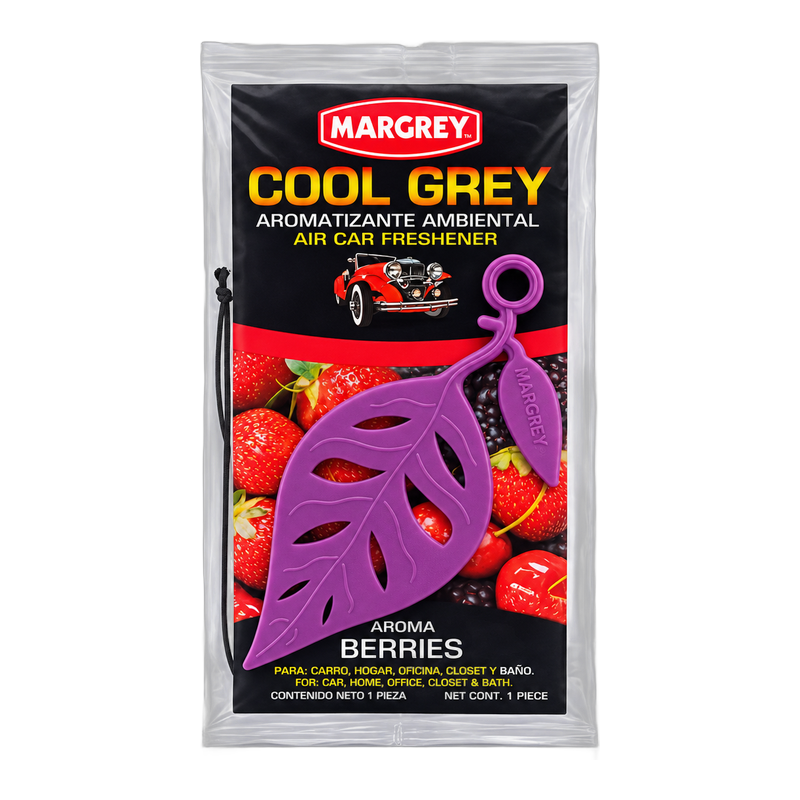 MARGREY™
COOL GREY
AROMATIZANTE AMBIENTAL
AIR CAR FRESHENER
MARGREY
AROMA
BERRIES
PARA: CARRO, HOGAR, OFICINA, CLOSET Y BAÑO.
FOR: CAR, HOME, OFFICE, CLOSET & BATH.
CONTENIDO NETO 1 PIEZA NET CONT. 1 PIECE